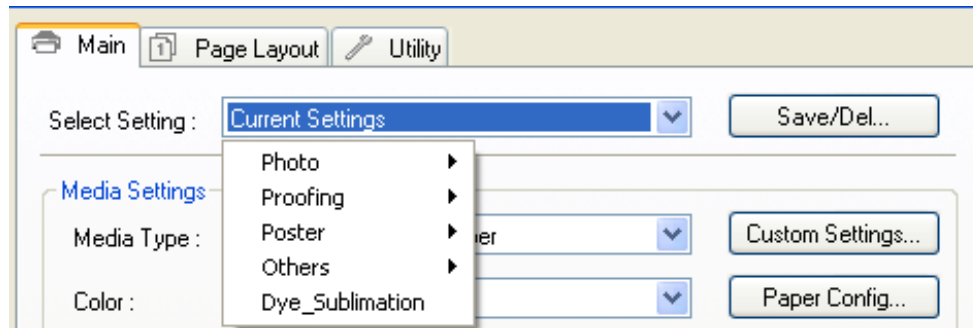 Main Page Layout Utility
Select Setting : Current Settings Save/Del...
Photo
Media Settings Proofing
Media Type : Poster Custom Settings...
Others
Color : Dye_Sublimation Paper Config...